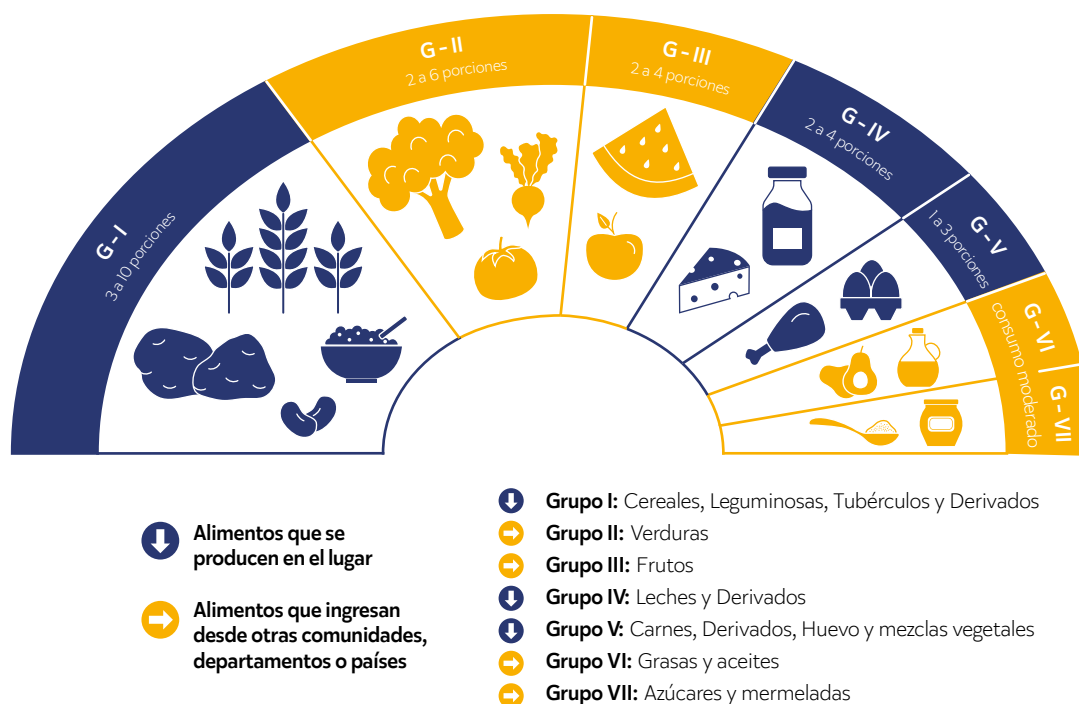 G - I
3 a 10 porciones
G - II
2 a 6 porciones
G - III
2 a 4 porciones
G - IV
2 a 4 porciones
G - V
1 a 3 porciones
G - VI
G - VII
consumo moderado
Alimentos que se
producen en el lugar
Alimentos que ingresan
desde otras comunidades,
departamentos o países
Grupo I: Cereales, Leguminosas, Tubérculos y Derivados
Grupo II: Verduras
Grupo III: Frutos
Grupo IV: Leches y Derivados
Grupo V: Carnes, Derivados, Huevo y mezclas vegetales
Grupo VI: Grasas y aceites
Grupo VII: Azúcares y mermeladas